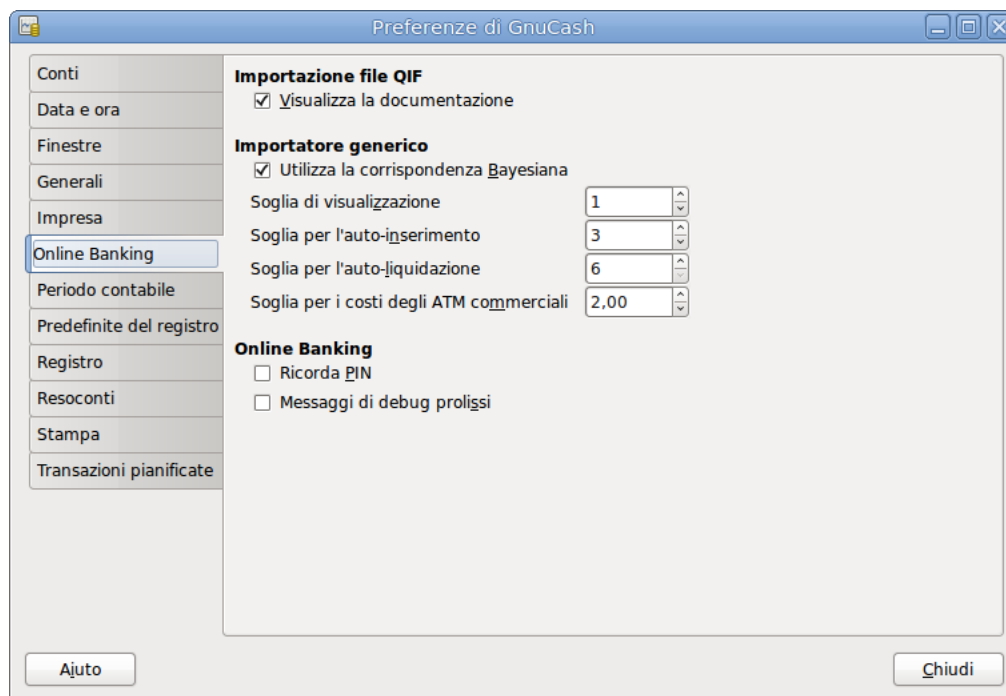 Preferenze di GnuCash
Conti
Data e ora
Finestre
Generali
Impresa
Online Banking
Periodo contabile
Predefinite del registro
Registro
Resoconti
Stampa
Transazioni pianificate
Importazione file QIF
Visualizza la documentazione
Importatore generico
Utilizza la corrispondenza Bayesiana
Soglia di visualizzazione 1
Soglia per l'auto-inserimento 3
Soglia per l'auto-liquidazione 6
Soglia per i costi degli ATM commerciali 2,00
Online Banking
Ricorda PIN
Messaggi di debug prolissi
Aiuto
Chiudi